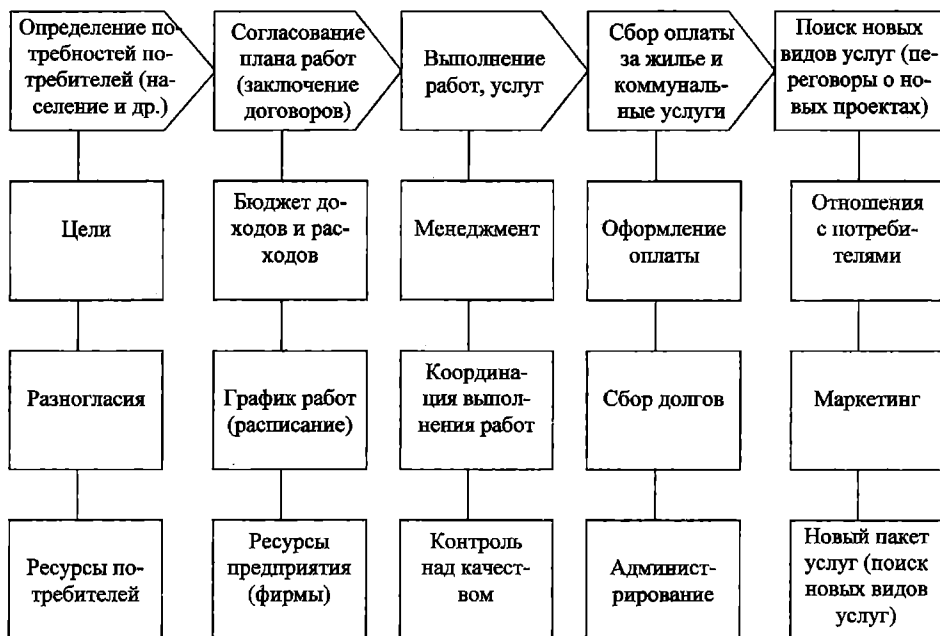 Определение по-
требностей по-
требителей (на-
селение и др.)
Согласование
плана работ
(заключение
договоров)
Выполнение
работ, услуг
Сбор оплаты
за жилье и
коммуналь-
ные услуги
Поиск новых
видов услуг (пе-
реговоры о но-
вых проектах)
Цели
Бюджет до-
ходов и рас-
ходов
Менеджмент
Оформление
оплаты
Отношения
с потреби-
телями
Разногласия
График работ
(расписание)
Координа-
ция выпол-
нения работ
Сбор долгов
Маркетинг
Ресурсы по-
требителей
Ресурсы
предприятия
(фирмы)
Контроль
над качест-
вом
Админист-
рирование
Новый пакет
услуг (поиск
новых видов
услуг)